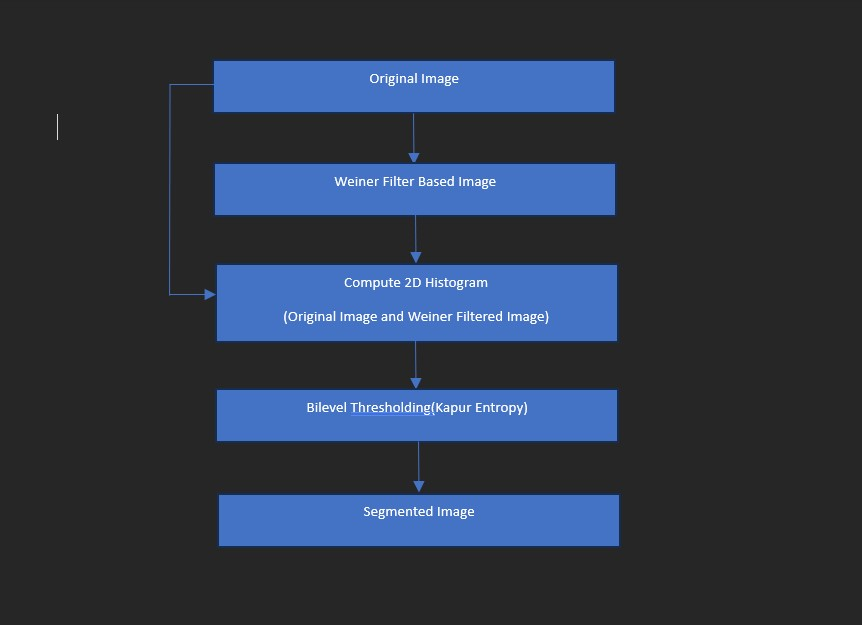 Original Image
Weiner Filter Based Image
Compute 2D Histogram
(Original Image and Weiner Filtered Image)
Bilevel Thresholding(Kapur Entropy)
Segmented Image